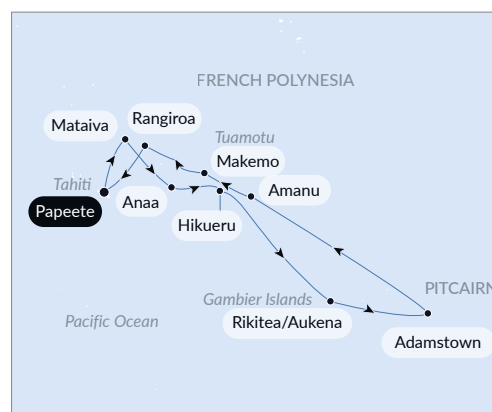 FRENCH POLYNESIA
Rangiroa
Mataiva
Tuamotu
Makemo
Tahiti
Amanu
Anaa
Papeete
Hikueru
PITCAIRN
Gambier Islands
Pacific Ocean
Rikitea/Aukena
Adamstown